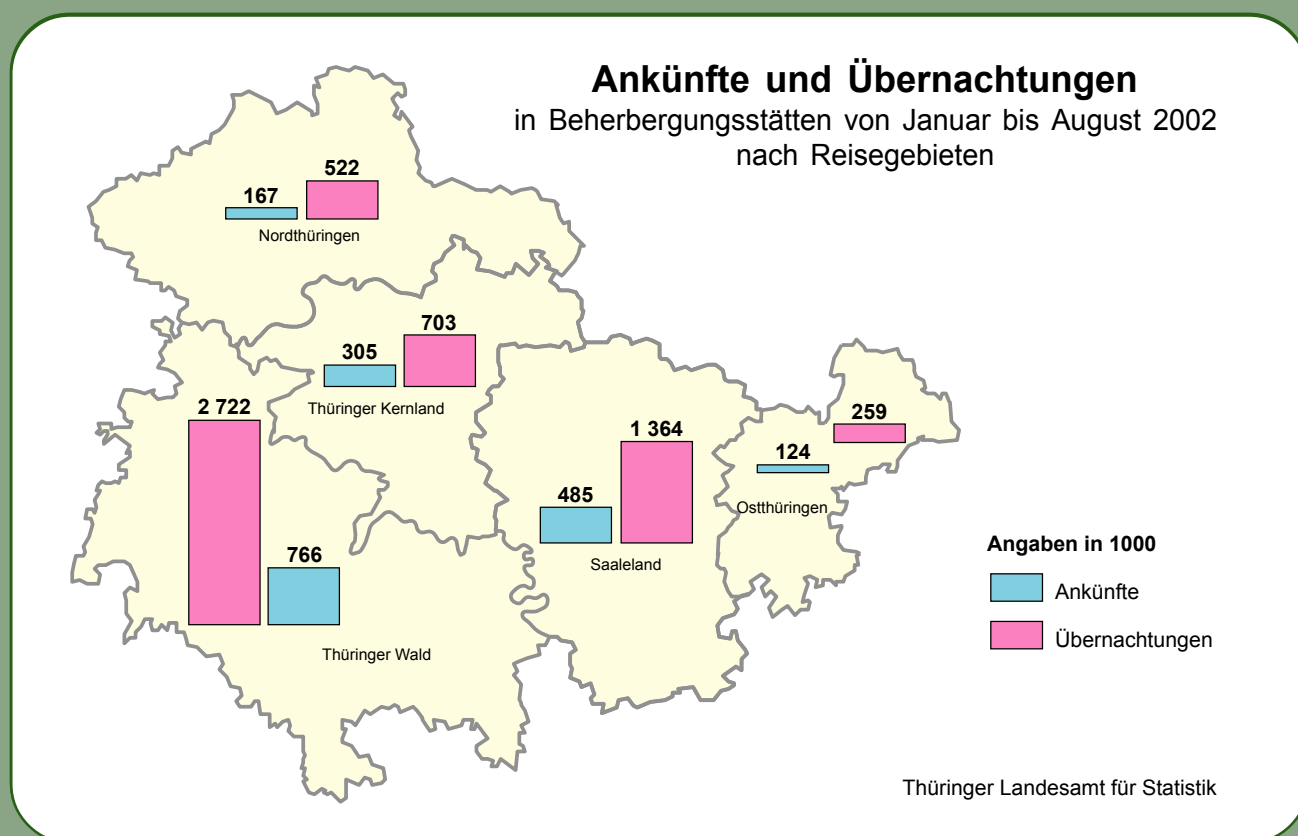 Ankünfte und Übernachtungen
in Beherbergungsstätten von Januar bis August 2002
nach Reisegebieten
167
522
Nordthüringen
305
703
Thüringer Kernland
2 722
766
Thüringer Wald
485
1 364
Saaleland
124
259
Ostthüringen
Angaben in 1000
Ankünfte
Übernachtungen
Thüringer Landesamt für Statistik